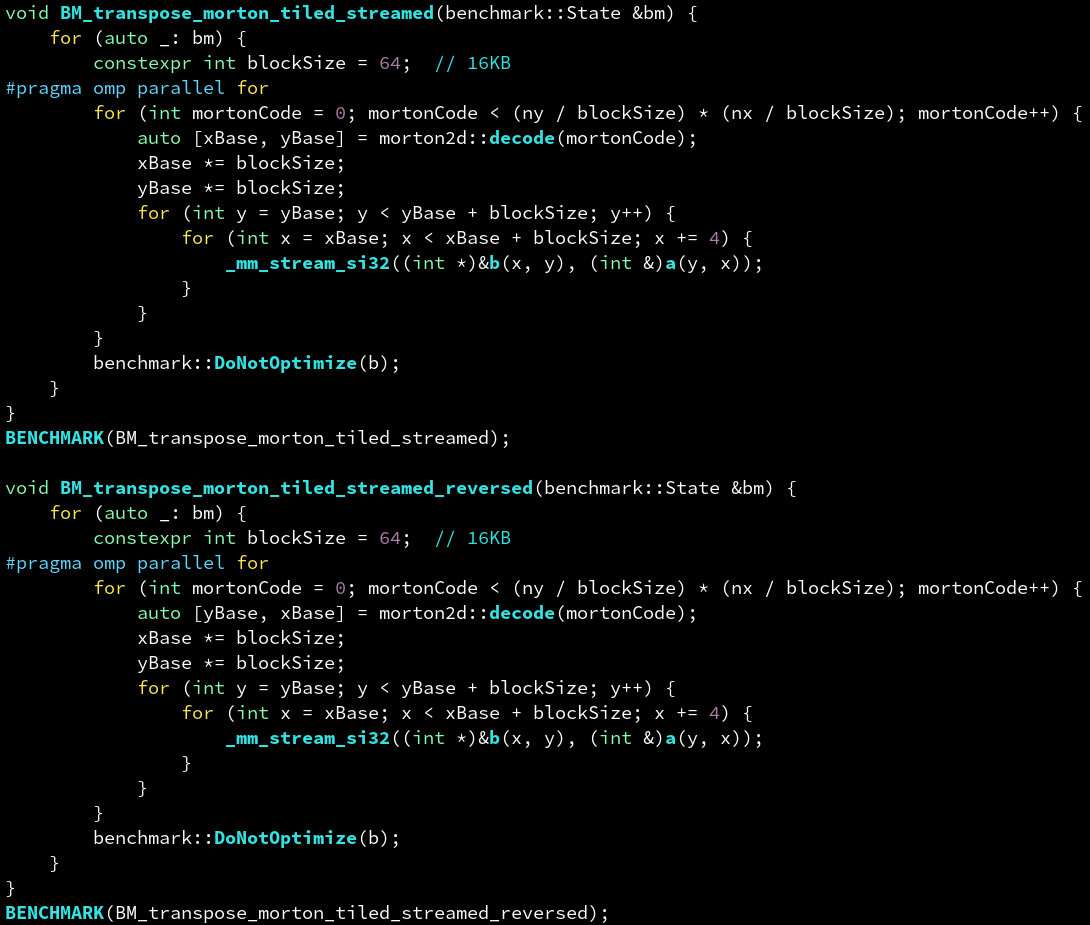 void BM_transpose_morton_tiled_streamed(benchmark::State &bm) {
    for (auto _: bm) {
        constexpr int blockSize = 64;  // 16KB
#pragma omp parallel for
        for (int mortonCode = 0; mortonCode < (ny / blockSize) * (nx / blockSize); mortonCode++) {
            auto [xBase, yBase] = morton2d::decode(mortonCode);
            xBase *= blockSize;
            yBase *= blockSize;
            for (int y = yBase; y < yBase + blockSize; y++) {
                for (int x = xBase; x < xBase + blockSize; x += 4) {
                    _mm_stream_si32((int *)&b(x, y), (int &)a(y, x));
                }
            }
        }
        benchmark::DoNotOptimize(b);
    }
}
BENCHMARK(BM_transpose_morton_tiled_streamed);

void BM_transpose_morton_tiled_streamed_reversed(benchmark::State &bm) {
    for (auto _: bm) {
        constexpr int blockSize = 64;  // 16KB
#pragma omp parallel for
        for (int mortonCode = 0; mortonCode < (ny / blockSize) * (nx / blockSize); mortonCode++) {
            auto [yBase, xBase] = morton2d::decode(mortonCode);
            xBase *= blockSize;
            yBase *= blockSize;
            for (int y = yBase; y < yBase + blockSize; y++) {
                for (int x = xBase; x < xBase + blockSize; x += 4) {
                    _mm_stream_si32((int *)&b(x, y), (int &)a(y, x));
                }
            }
        }
        benchmark::DoNotOptimize(b);
    }
}
BENCHMARK(BM_transpose_morton_tiled_streamed_reversed);